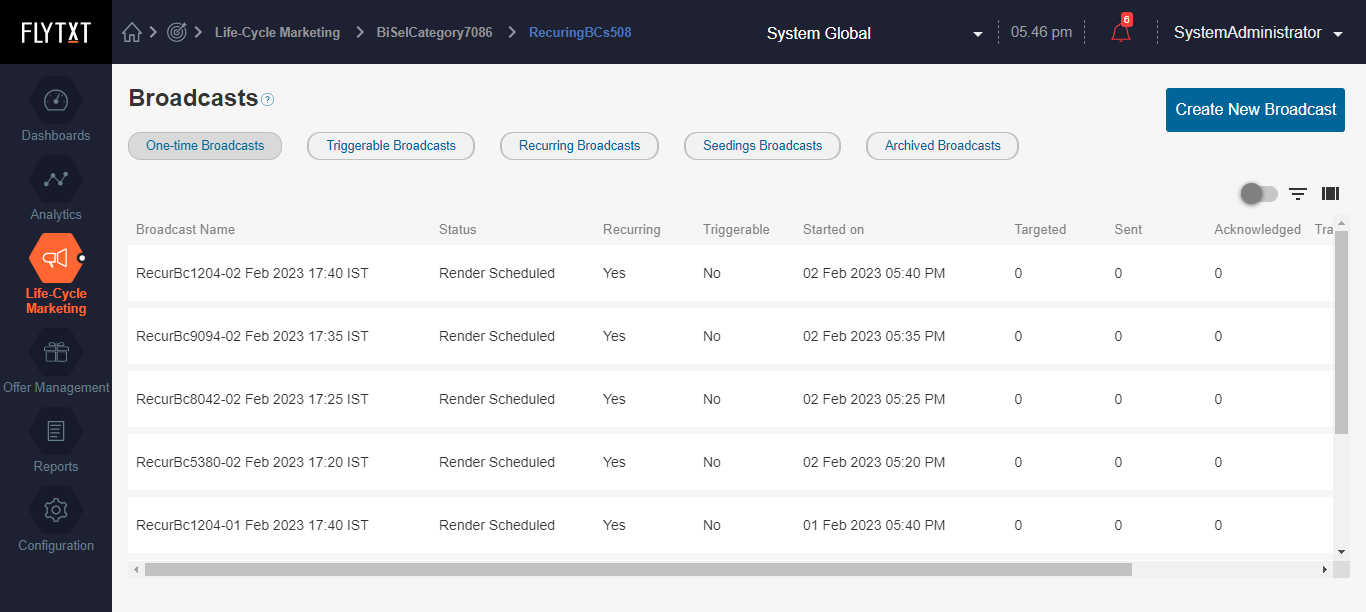 FLYTXT
Life-Cycle Marketing
BiSelCategory7086
RecuringBCs508
System Global
05.46 pm
6
SystemAdministrator
Dashboards
Analytics
Life-Cycle
Marketing
Offer Management
Reports
Configuration
Broadcasts ?
Create New Broadcast
One-time Broadcasts
Triggerable Broadcasts
Recurring Broadcasts
Seedings Broadcasts
Archived Broadcasts
Broadcast Name Status Recurring Triggerable Started on Targeted Sent Acknowledged Tra
RecurBc1204-02 Feb 2023 17:40 IST Render Scheduled Yes No 02 Feb 2023 05:40 PM 0 0 0
RecurBc9094-02 Feb 2023 17:35 IST Render Scheduled Yes No 02 Feb 2023 05:35 PM 0 0 0
RecurBc8042-02 Feb 2023 17:25 IST Render Scheduled Yes No 02 Feb 2023 05:25 PM 0 0 0
RecurBc5380-02 Feb 2023 17:20 IST Render Scheduled Yes No 02 Feb 2023 05:20 PM 0 0 0
RecurBc1204-01 Feb 2023 17:40 IST Render Scheduled Yes No 01 Feb 2023 05:40 PM 0 0 0